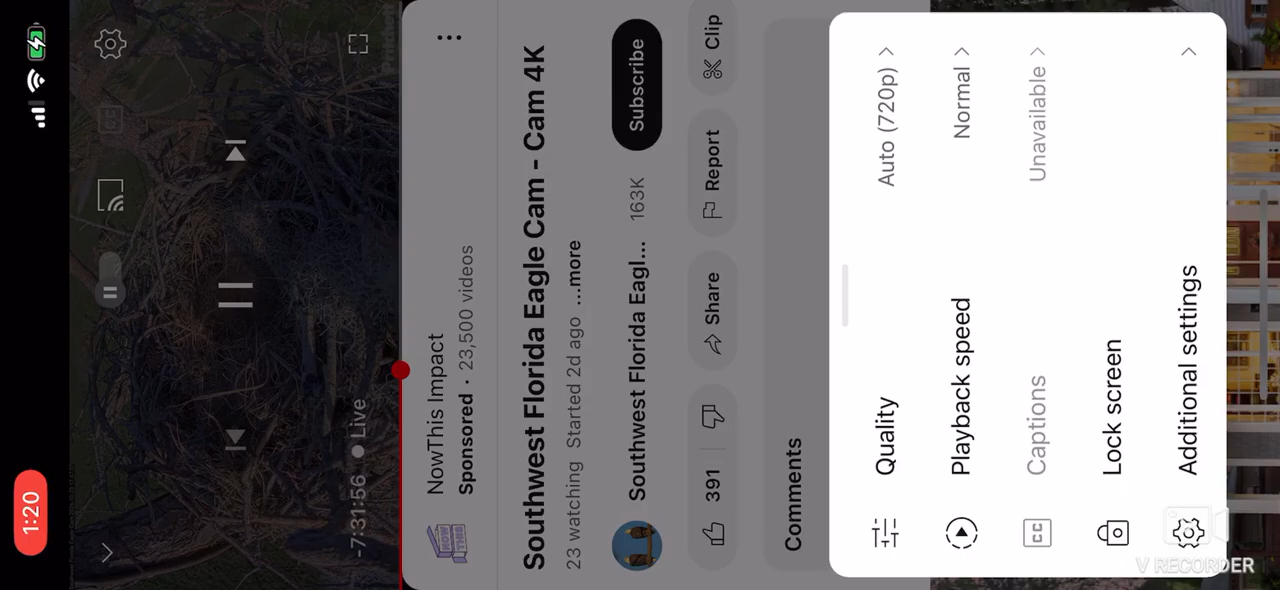 1:20
-7:31:56 Live
NowThis Impact
Sponsored · 23,500 videos
Southwest Florida Eagle Cam - Cam 4K
23 watching Started 2d ago ...more
Southwest Florida Eagl... 163K
Subscribe
391
Share
Report
Clip
Comments
Quality Auto (720p)
Playback speed Normal
CC Captions Unavailable
Lock screen
Additional settings
V RECORDER